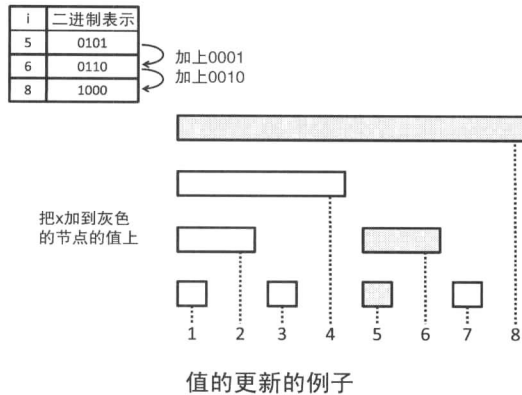 i 二进制表示
5 0101
6 0110
8 1000
加上0001
加上0010
把x加到灰色
的节点的值上
1 2 3 4 5 6 7 8
值的更新的例子